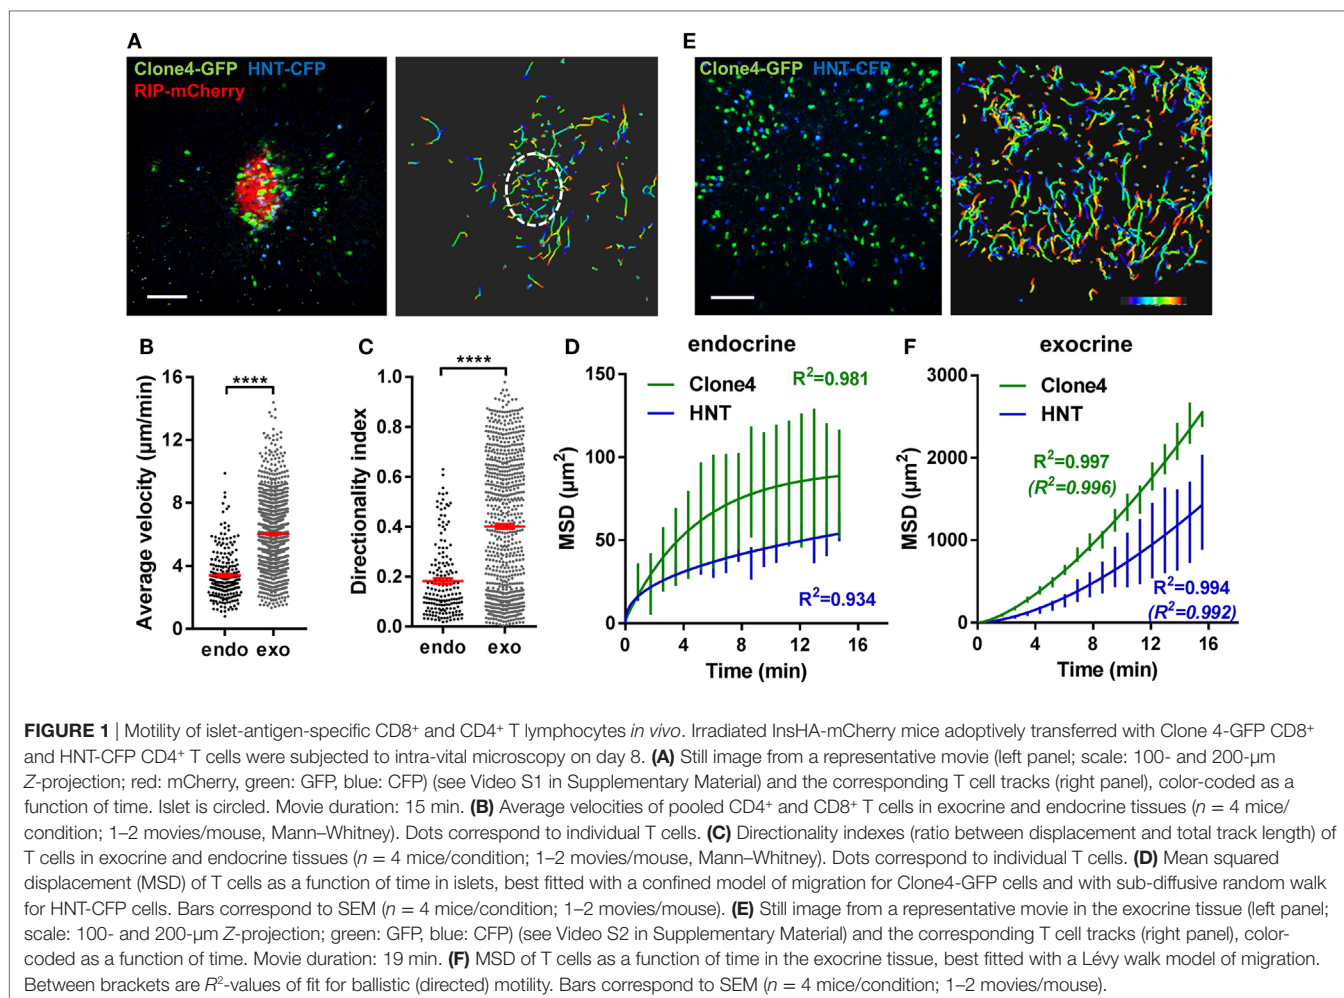 A
Clone4-GFP HNT-CFP
RIP-mCherry
E
Clone4-GFP HNT-CFP
B
Average velocity (µm/min)
16
12
8
4
0
****
endo exo
C
Directionality index
1.0
0.8
0.6
0.4
0.2
0.0
****
endo exo
D
endocrine
MSD (µm²)
150
100
50
0
Clone4
HNT
R²=0.981
R²=0.934
0 4 8 12 16
Time (min)
F
exocrine
MSD (µm²)
3000
2000
1000
0
Clone4
HNT
R²=0.997
(R²=0.996)
R²=0.994
(R²=0.992)
0 4 8 12 16
Time (min)
FIGURE 1 | Motility of islet-antigen-specific CD8⁺ and CD4⁺ T lymphocytes in vivo. Irradiated InsHA-mCherry mice adoptively transferred with Clone 4-GFP CD8⁺
and HNT-CFP CD4⁺ T cells were subjected to intra-vital microscopy on day 8. (A) Still image from a representative movie (left panel; scale: 100- and 200-µm
Z-projection; red: mCherry, green: GFP, blue: CFP) (see Video S1 in Supplementary Material) and the corresponding T cell tracks (right panel), color-coded as a
function of time. Islet is circled. Movie duration: 15 min. (B) Average velocities of pooled CD4⁺ and CD8⁺ T cells in exocrine and endocrine tissues (n = 4 mice/
condition; 1–2 movies/mouse, Mann–Whitney). Dots correspond to individual T cells. (C) Directionality indexes (ratio between displacement and total track length) of
T cells in exocrine and endocrine tissues (n = 4 mice/condition; 1–2 movies/mouse, Mann–Whitney). Dots correspond to individual T cells. (D) Mean squared
displacement (MSD) of T cells as a function of time in islets, best fitted with a confined model of migration for Clone4-GFP cells and with sub-diffusive random walk
for HNT-CFP cells. Bars correspond to SEM (n = 4 mice/condition; 1–2 movies/mouse). (E) Still image from a representative movie in the exocrine tissue (left panel;
scale: 100- and 200-µm Z-projection; green: GFP, blue: CFP) (see Video S2 in Supplementary Material) and the corresponding T cell tracks (right panel), color-
coded as a function of time. Movie duration: 19 min. (F) MSD of T cells as a function of time in the exocrine tissue, best fitted with a Lévy walk model of migration.
Between brackets are R²-values of fit for ballistic (directed) motility. Bars correspond to SEM (n = 4 mice/condition; 1–2 movies/mouse).